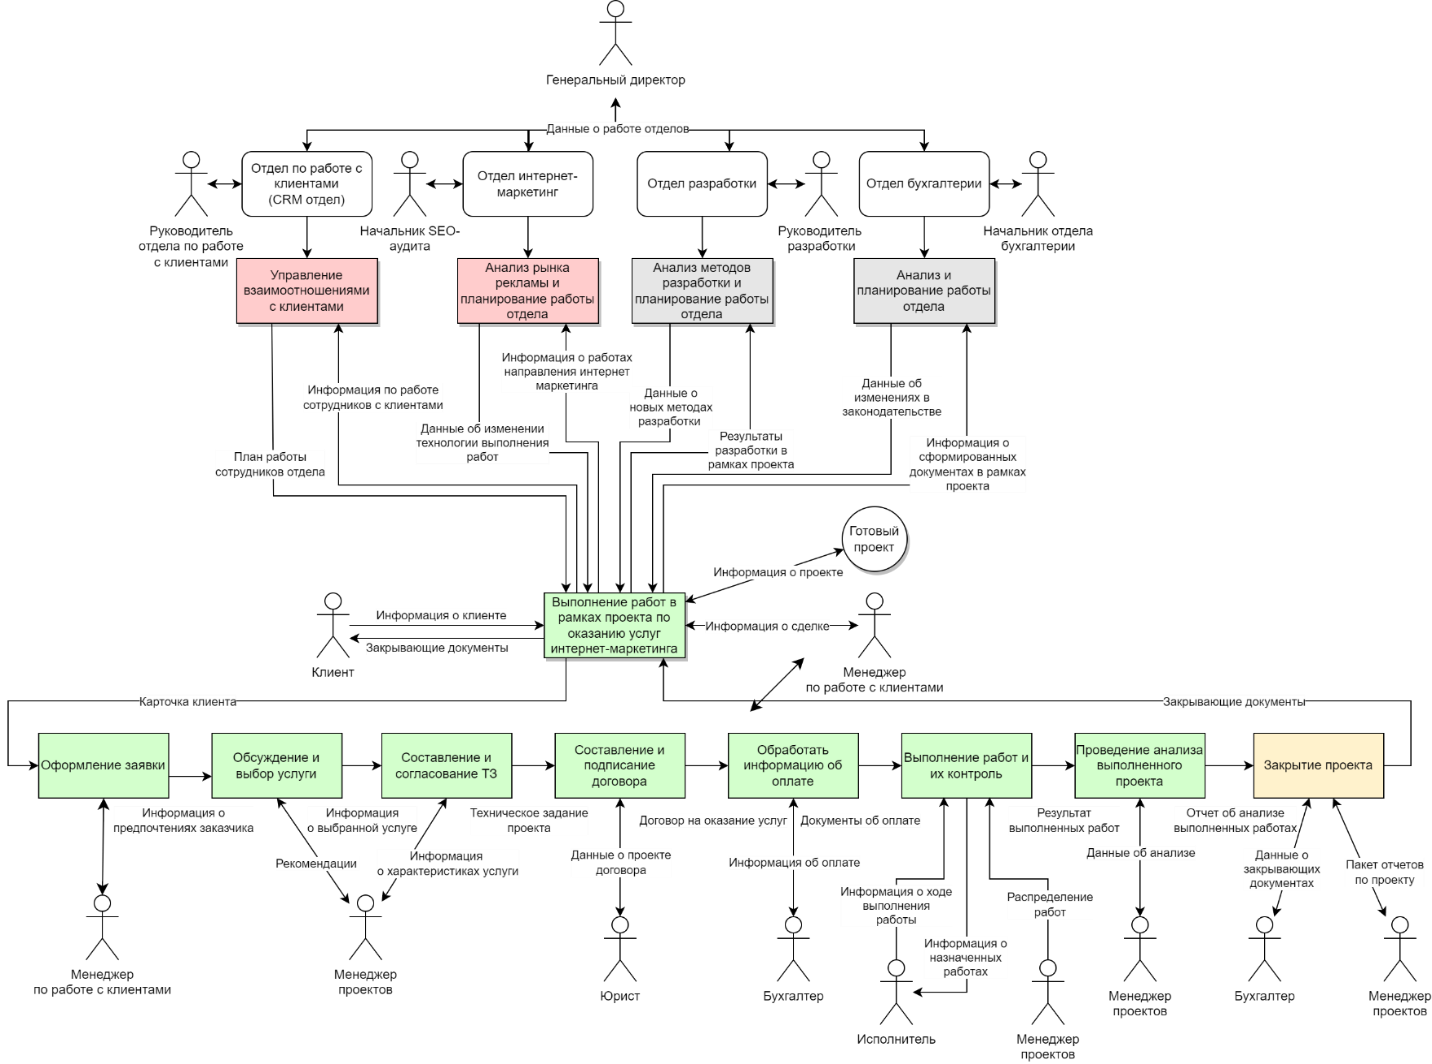 Генеральный директор
Данные о работе отделов
Отдел по работе с
клиентами
(CRM отдел)
Отдел интернет-
маркетинг
Отдел разработки
Отдел бухгалтерии
Руководитель
отдела по работе
с клиентами
Начальник SEO-
аудита
Руководитель
разработки
Начальник отдела
бухгалтерии
Управление
взаимоотношениями
с клиентами
Анализ рынка
рекламы и
планирование работы
отдела
Анализ методов
разработки и
планирование работы
отдела
Анализ и
планирование работы
отдела
Информация по работе
сотрудников с клиентами
План работы
сотрудников отдела
Информация о работах
направления интернет
маркетинга
Данные об изменении
технологии выполнения
работ
Данные о
новых методах
разработки
Результаты
разработки в
рамках проекта
Данные об
изменениях в
законодательстве
Информация о
сформированных
документах в рамках
проекта
Готовый
проект
Информация о проекте
Выполнение работ в
рамках проекта по
оказанию услуг
интернет-маркетинга
Информация о клиенте
Закрывающие документы
Клиент
Информация о сделке
Менеджер
по работе с клиентами
Карточка клиента
Закрывающие документы
Оформление заявки
Обсуждение и
выбор услуги
Составление и
согласование ТЗ
Составление и
подписание
договора
Обработать
информацию об
оплате
Выполнение работ и
их контроль
Проведение анализа
выполненного
проекта
Закрытие проекта
Информация о
предпочтениях заказчика
Информация
о выбранной услуге
Техническое задание
проекта
Договор на оказание услуг
Документы об оплате
Результат
выполненных работ
Отчет об анализе
выполненных работах
Рекомендации
Информация
о характеристиках услуги
Данные о проекте
договора
Информация об оплате
Информация о ходе
выполнения
работы
Информация о
назначенных
работах
Распределение
работ
Данные об анализе
Данные о
закрывающих
документах
Пакет отчетов
по проекту
Менеджер
по работе с клиентами
Менеджер
проектов
Юрист
Бухгалтер
Исполнитель
Менеджер
проектов
Менеджер
проектов
Бухгалтер
Менеджер
проектов